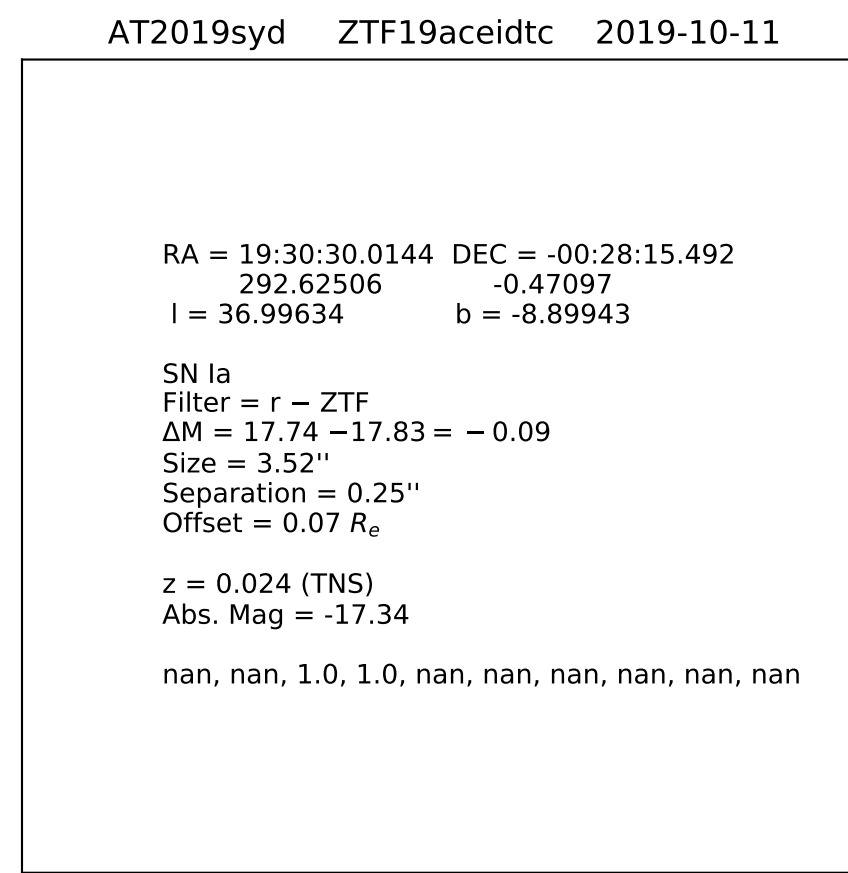 AT2019syd ZTF19aceidtc 2019-10-11
RA = 19:30:30.0144 DEC = -00:28:15.492
292.62506 -0.47097
l = 36.99634 b = -8.89943
SN Ia
Filter = r − ZTF
ΔM = 17.74 −17.83 = − 0.09
Size = 3.52''
Separation = 0.25''
Offset = 0.07 Re
z = 0.024 (TNS)
Abs. Mag = -17.34
nan, nan, 1.0, 1.0, nan, nan, nan, nan, nan, nan